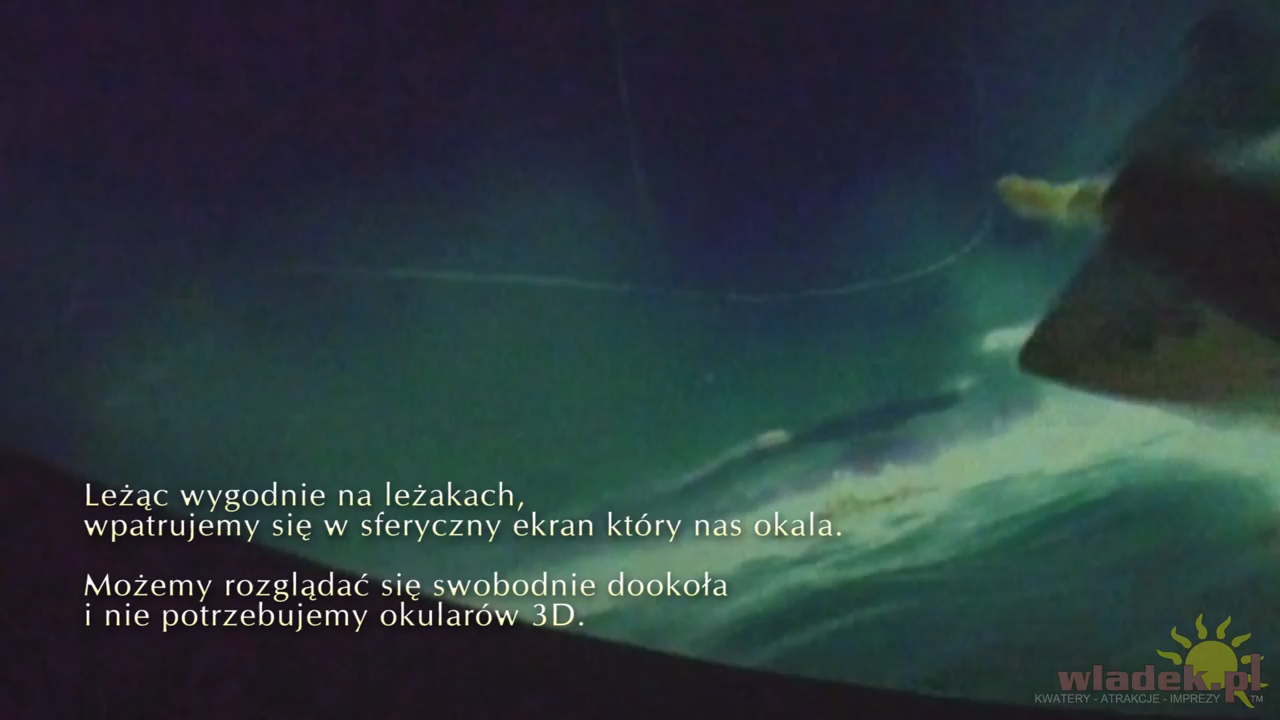 Leżąc wygodnie na leżakach,
wpatrujemy się w sferyczny ekran który nas okala.
Możemy rozglądać się swobodnie dookoła
i nie potrzebujemy okularów 3D.
wladek.pl
KWATERY - ATRAKCJE - IMPREZY ™